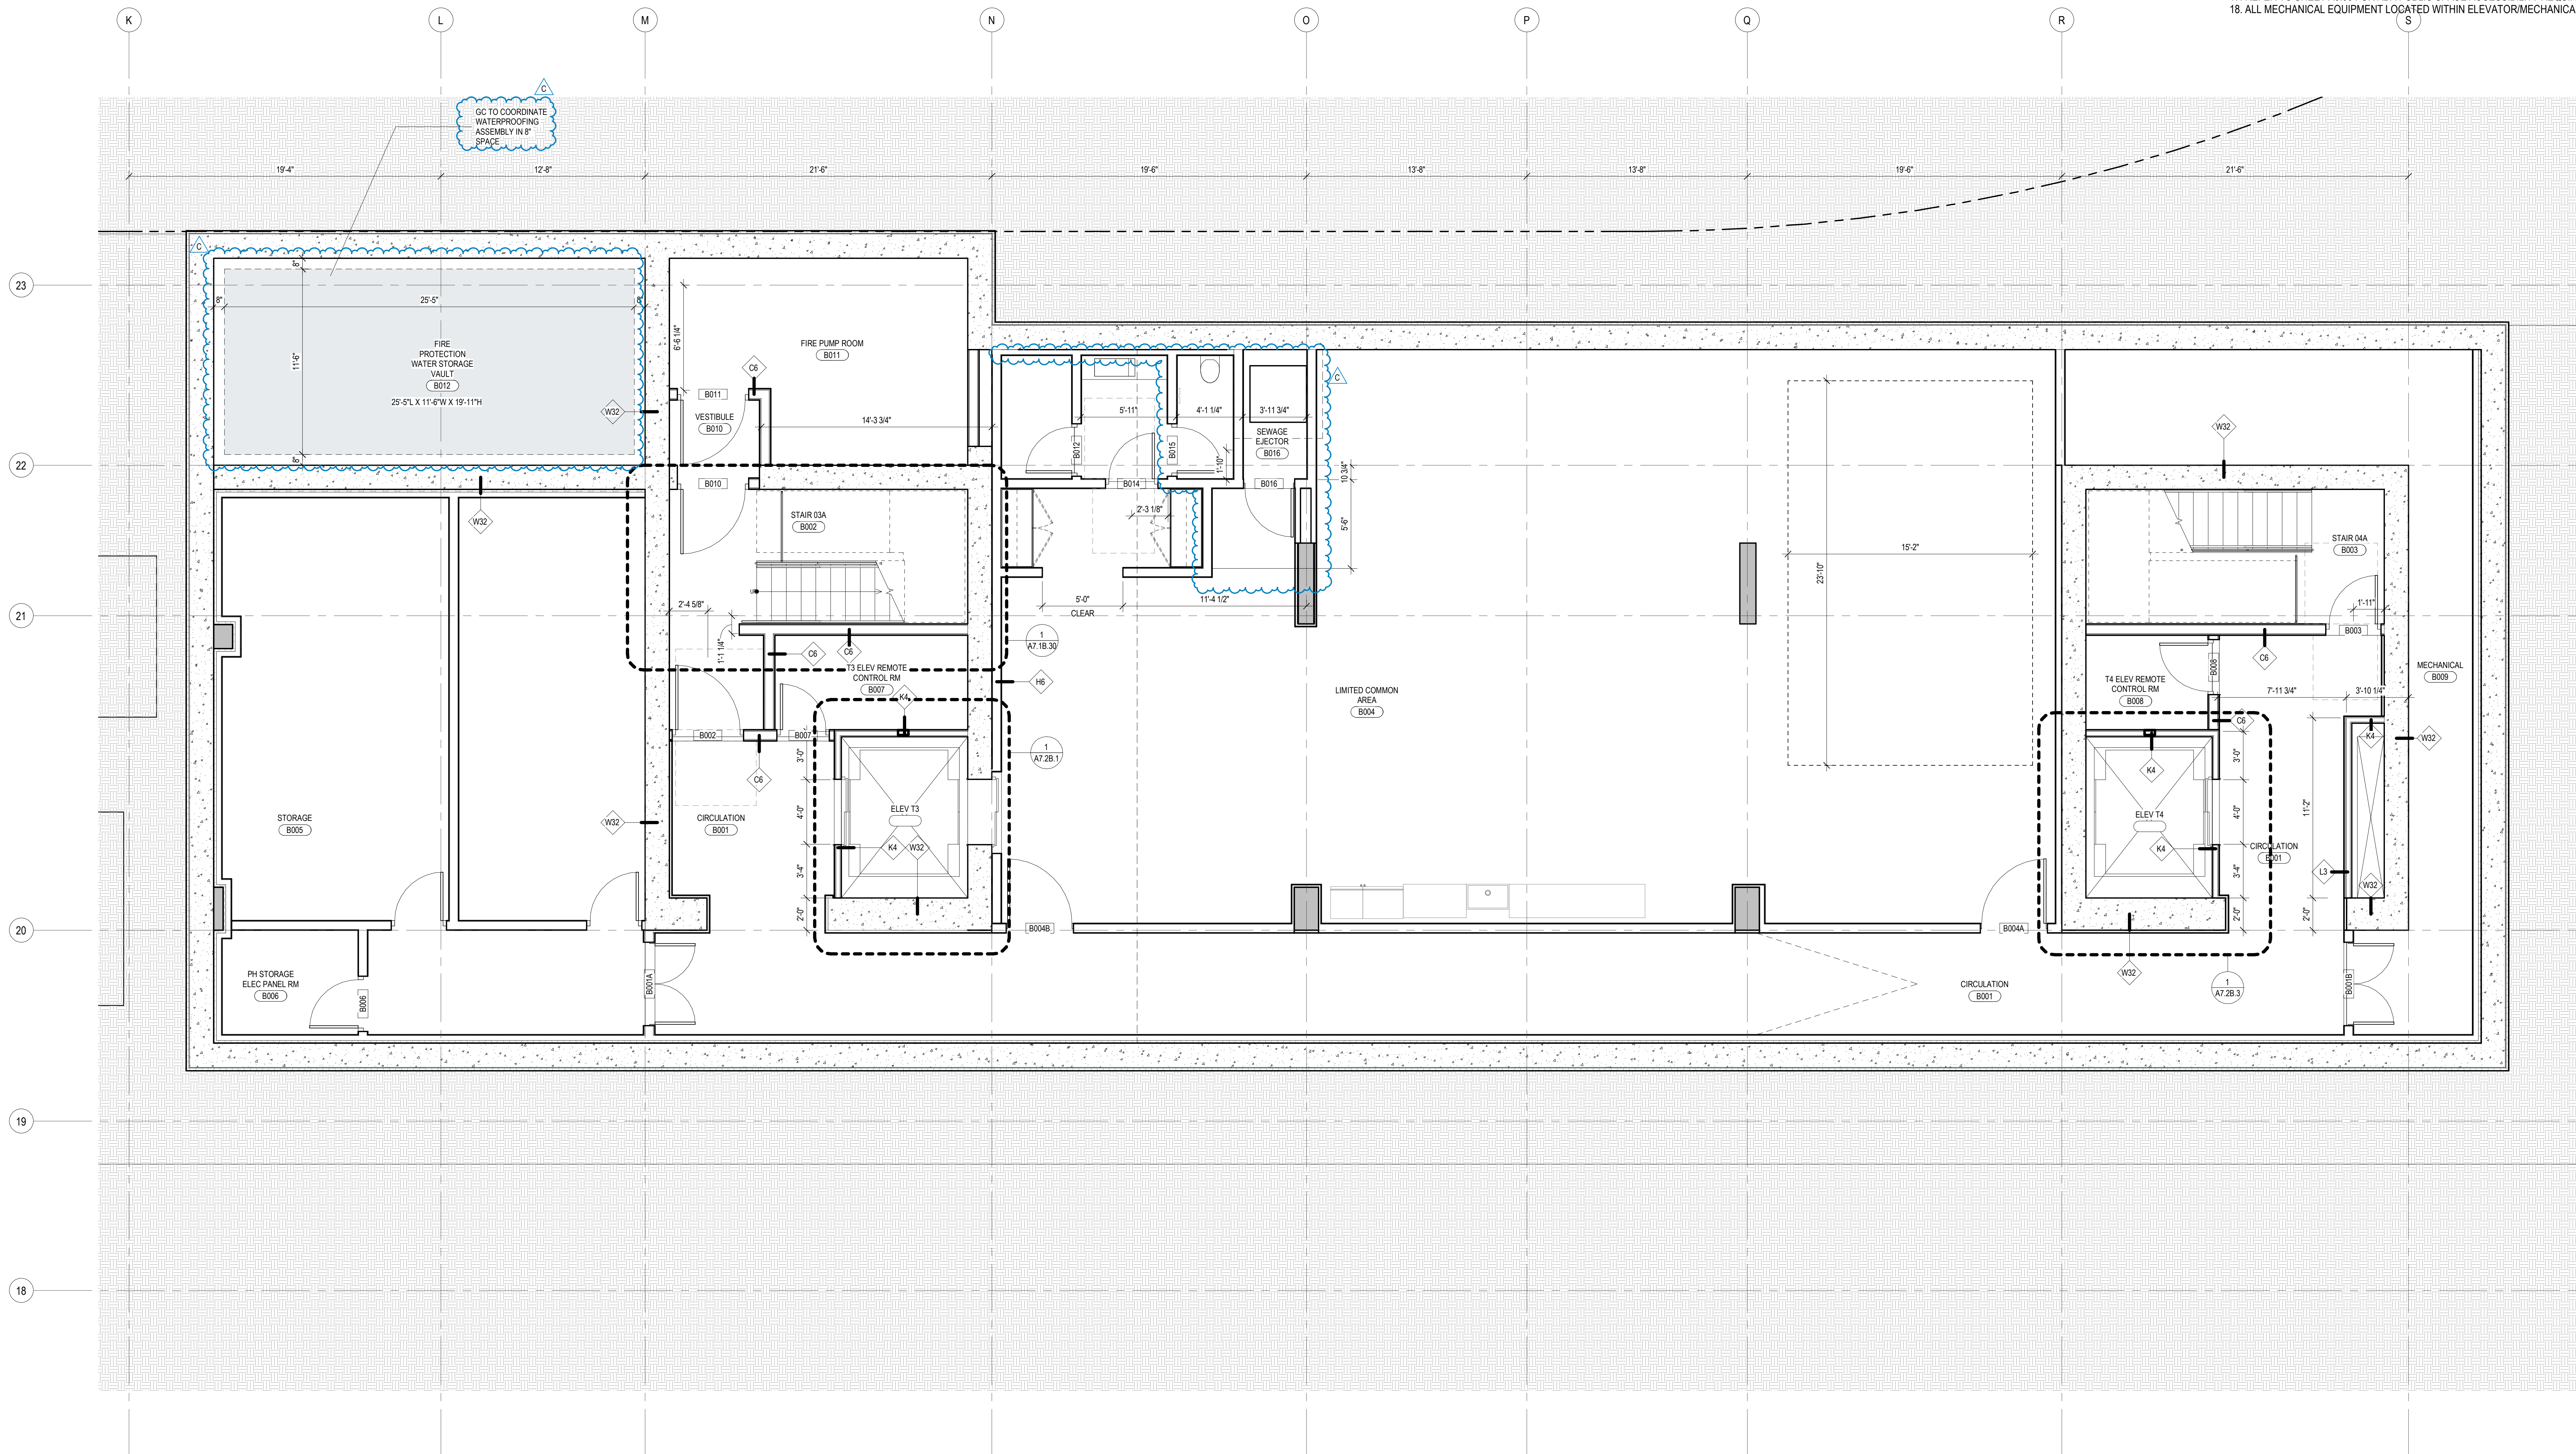 18. ALL MECHANICAL EQUIPMENT LOCATED WITHIN ELEVATOR/MECHANICA
K
L
M
N
O
P
Q
R
S
C
GC TO COORDINATE
WATERPROOFING
ASSEMBLY IN 8"
SPACE
19'-4"
12'-8"
21'-6"
19'-6"
13'-8"
13'-8"
19'-6"
21'-6"
C
23
8"
8"
25'-5"
8"
11'-6"
FIRE
PROTECTION
WATER STORAGE
VAULT
B012
25'-5"L X 11'-6"W X 19'-11"H
8"
W32
6'-6 1/4"
FIRE PUMP ROOM
B011
C6
B011
VESTIBULE
B010
14'-3 3/4"
C
5'-11"
4'-1 1/4"
3'-11 3/4"
B012
B015
SEWAGE
EJECTOR
B016
1'-10"
10 3/4"
W32
22
B010
B014
B016
W32
STAIR 03A
B002
2'-3 1/8"
5'-6"
15'-2"
23'-10"
STAIR 04A
B003
UP
2'-4 5/8"
5'-0"
CLEAR
11'-4 1/2"
1'-11"
21
1'-1 1/4"
C6
C6
1
A7.1B.30
B003
C6
T3 ELEV REMOTE
CONTROL RM
B007
K4
H6
LIMITED COMMON
AREA
B004
T4 ELEV REMOTE
CONTROL RM
B008
B008
7'-11 3/4"
3'-10 1/4"
MECHANICAL
B009
B002
B007
C6
1
A7.2B.1
C6
K4
K4
W32
3'-0"
3'-0"
STORAGE
B005
W32
CIRCULATION
B001
4'-0"
ELEV T3
4'-0"
ELEV T4
11'-2"
K4
W32
K4
CIRCULATION
B001
3'-4"
3'-4"
L3
W32
2'-0"
2'-0"
2'-0"
20
B004B
B004A
PH STORAGE
ELEC PANEL RM
B006
B006
B001A
W32
1
A7.2B.3
CIRCULATION
B001
B001B
19
18